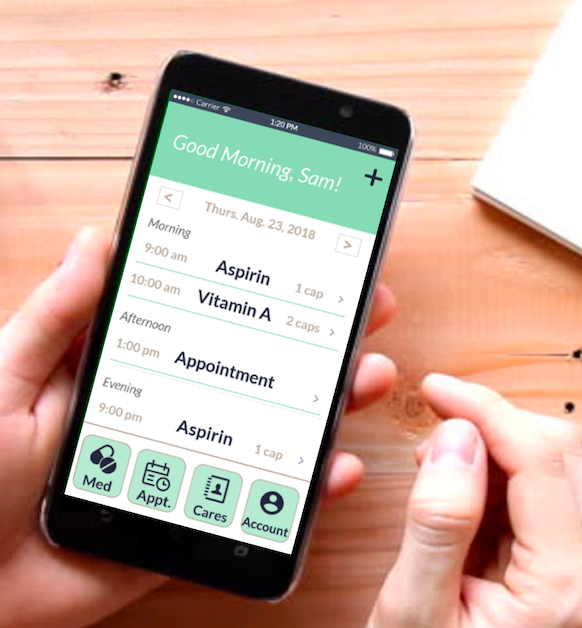 Carrier 1:20 PM 100%
Good Morning, Sam! +
< Thurs. Aug. 23, 2018 >
Morning
9:00 am Aspirin 1 cap >
10:00 am Vitamin A 2 caps >
Afternoon
1:00 pm Appointment >
Evening
9:00 pm Aspirin 1 cap >
Med Appt. Cares Account